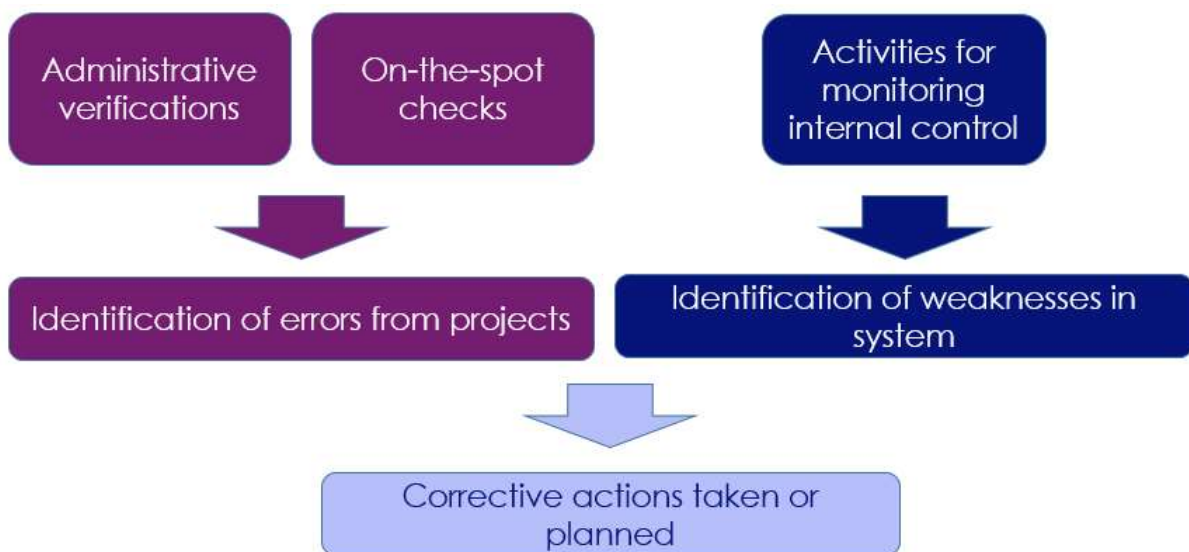 Administrative
verifications
On-the-spot
checks
Activities for
monitoring
internal control
Identification of errors from projects
Identification of weaknesses in
system
Corrective actions taken or
planned